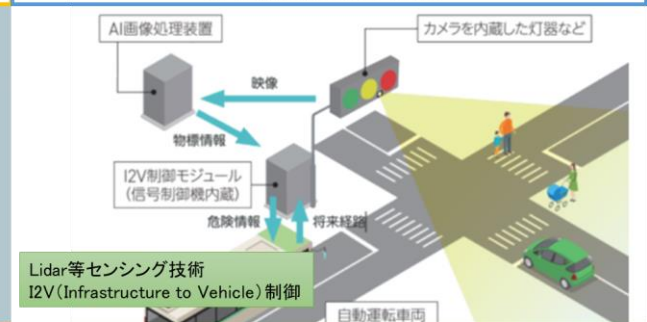 AI画像処理装置
カメラを内蔵した灯器など
映像
物標情報
I2V制御モジュール
(信号制御機内蔵)
危険情報
将来経路
Lidar等センシング技術
I2V(Infrastructure to Vehicle)制御
自動運転車両